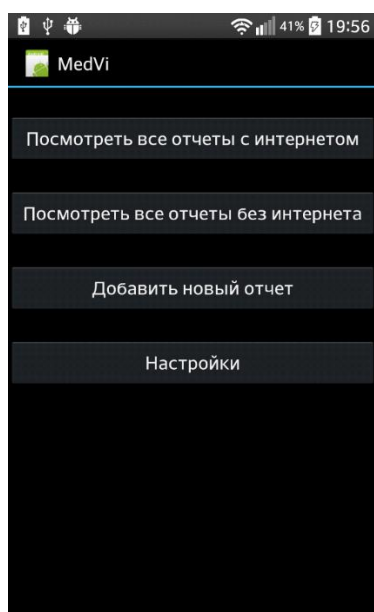 41% 19:56
MedVi
Посмотреть все отчеты с интернетом
Посмотреть все отчеты без интернета
Добавить новый отчет
Настройки